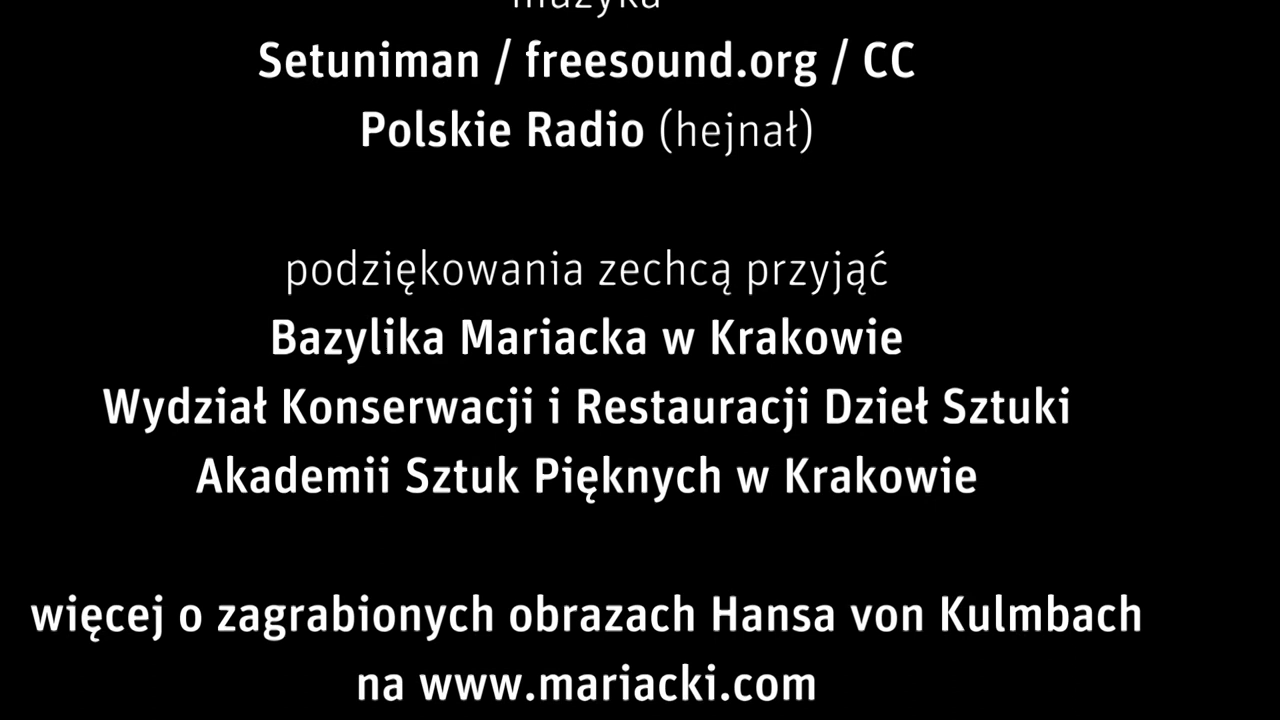 muzyka
Setuniman / freesound.org / CC
Polskie Radio (hejnał)
podziękowania zechcą przyjąć
Bazylika Mariacka w Krakowie
Wydział Konserwacji i Restauracji Dzieł Sztuki
Akademii Sztuk Pięknych w Krakowie
więcej o zagrabionych obrazach Hansa von Kulmbach
na www.mariacki.com